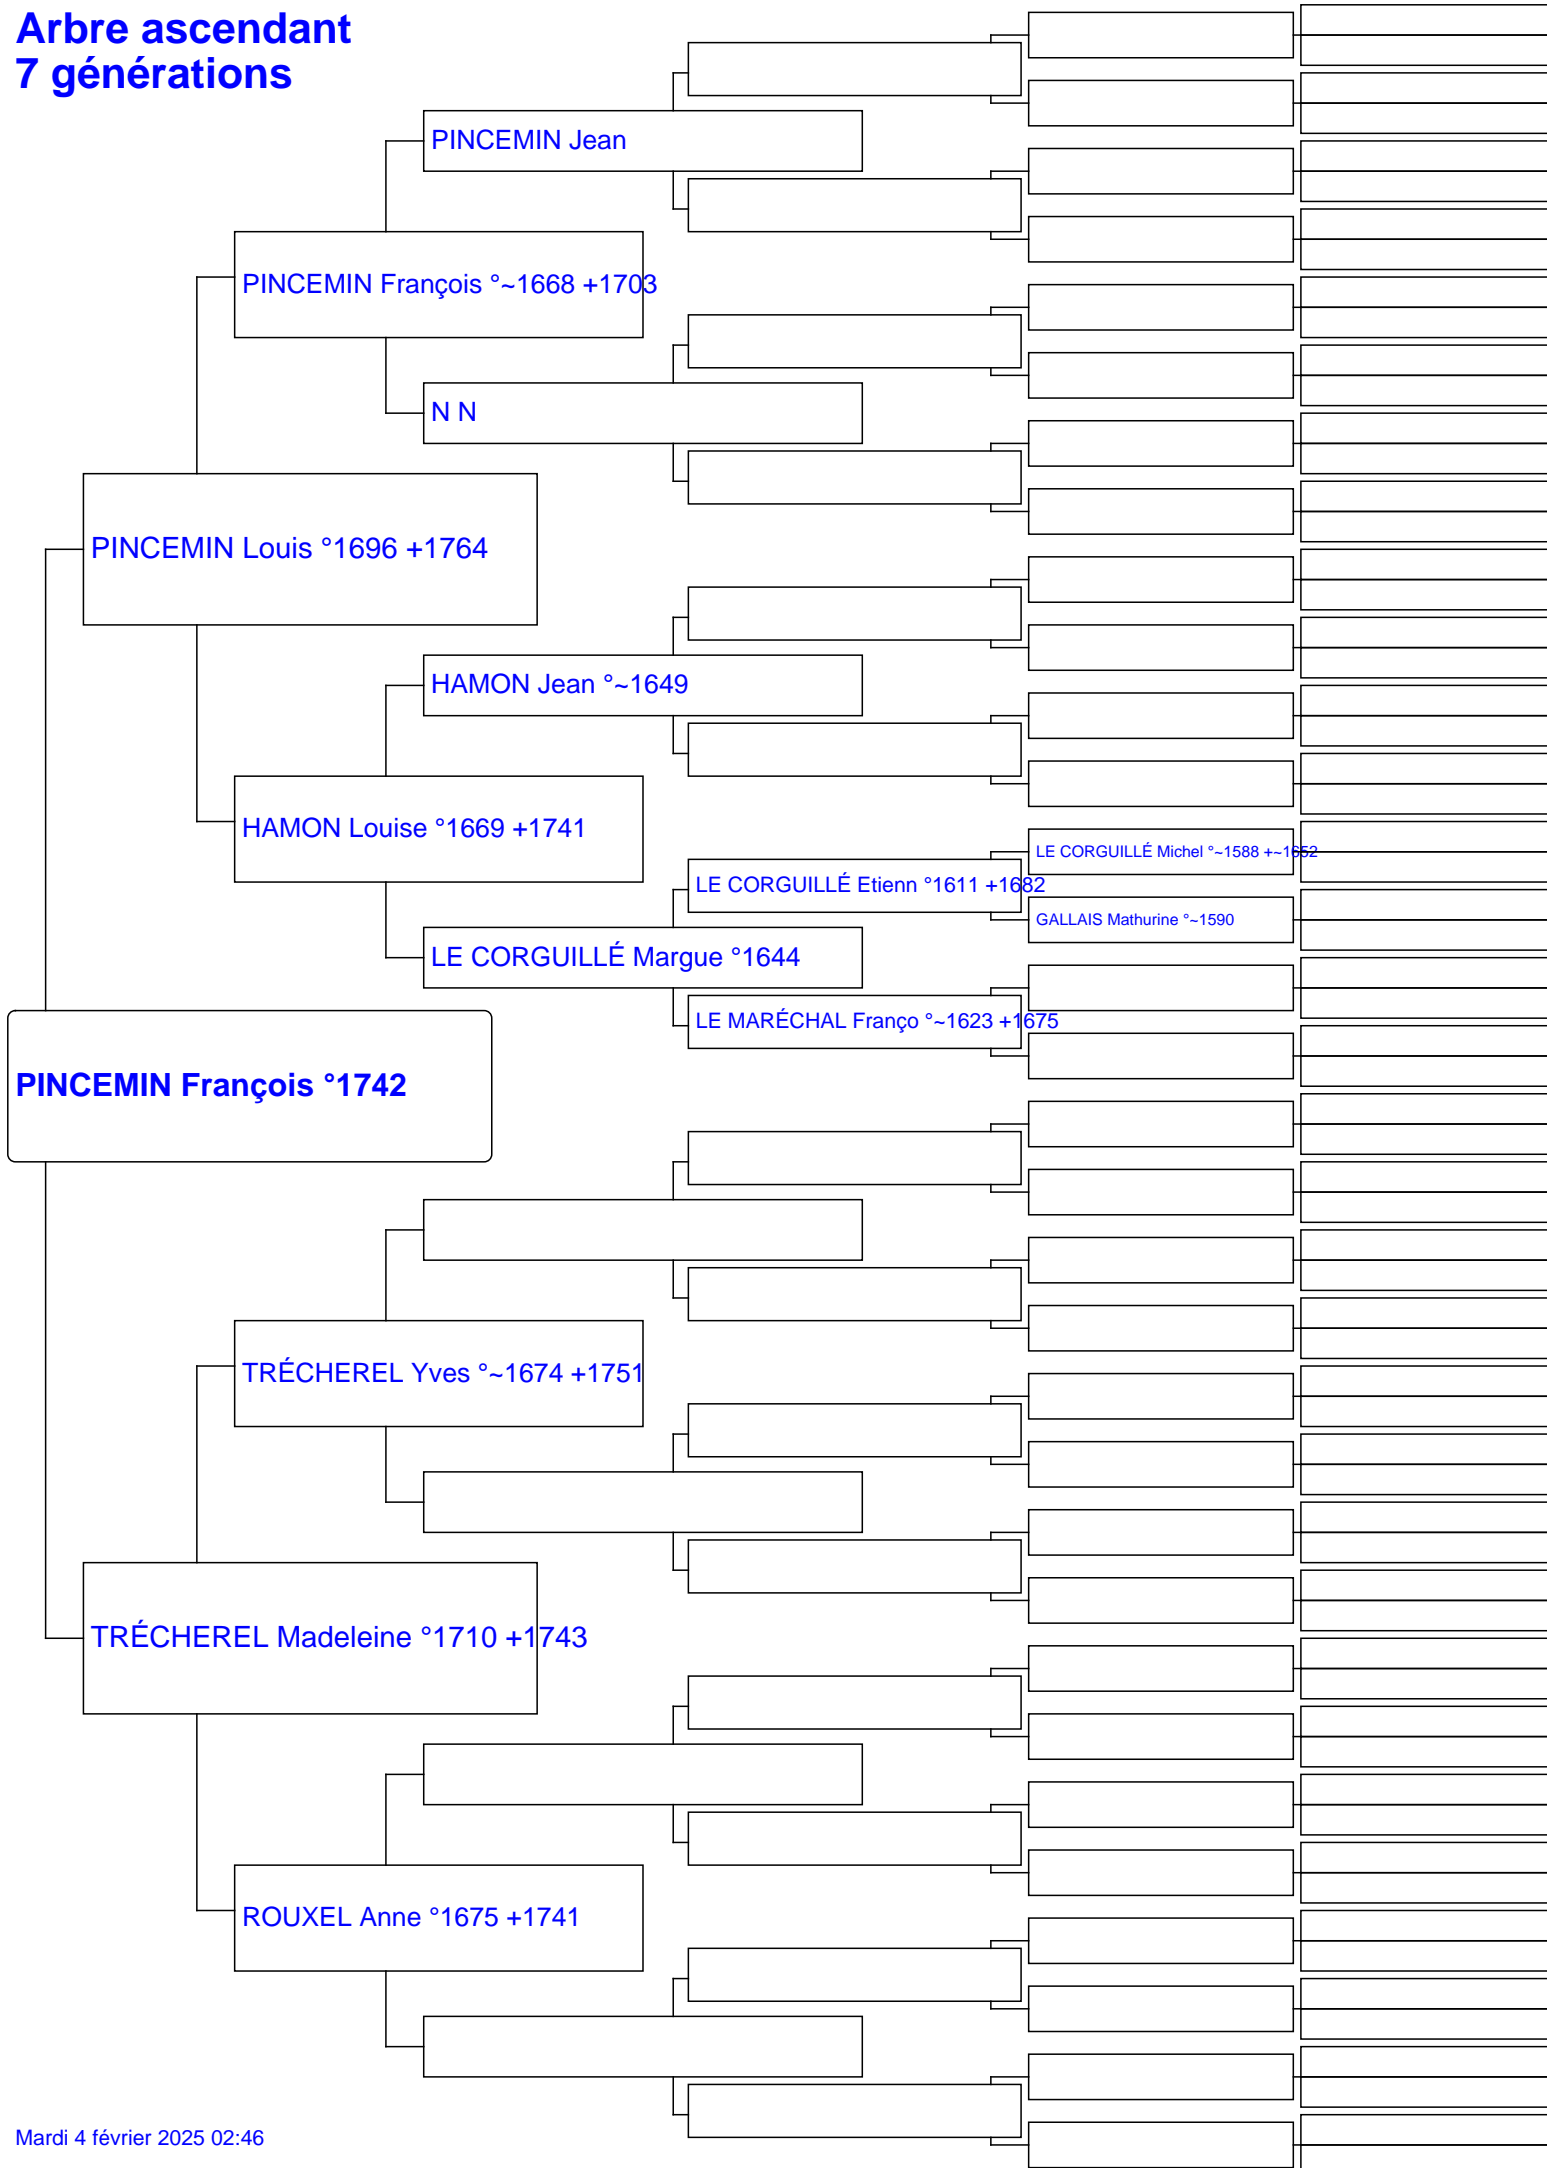 Arbre ascendant
7 générations
PINCEMIN Jean
PINCEMIN François °~1668 +1703
N N
PINCEMIN Louis °1696 +1764
HAMON Jean °~1649
HAMON Louise °1669 +1741
LE CORGUILLÉ Michel °~1588 +~1652
LE CORGUILLÉ Etienn °1611 +1682
GALLAIS Mathurine °~1590
LE CORGUILLÉ Margue °1644
LE MARÉCHAL Franço °~1623 +1675
PINCEMIN François °1742
TRÉCHEREL Yves °~1674 +1751
TRÉCHEREL Madeleine °1710 +1743
ROUXEL Anne °1675 +1741
Mardi 4 février 2025 02:46